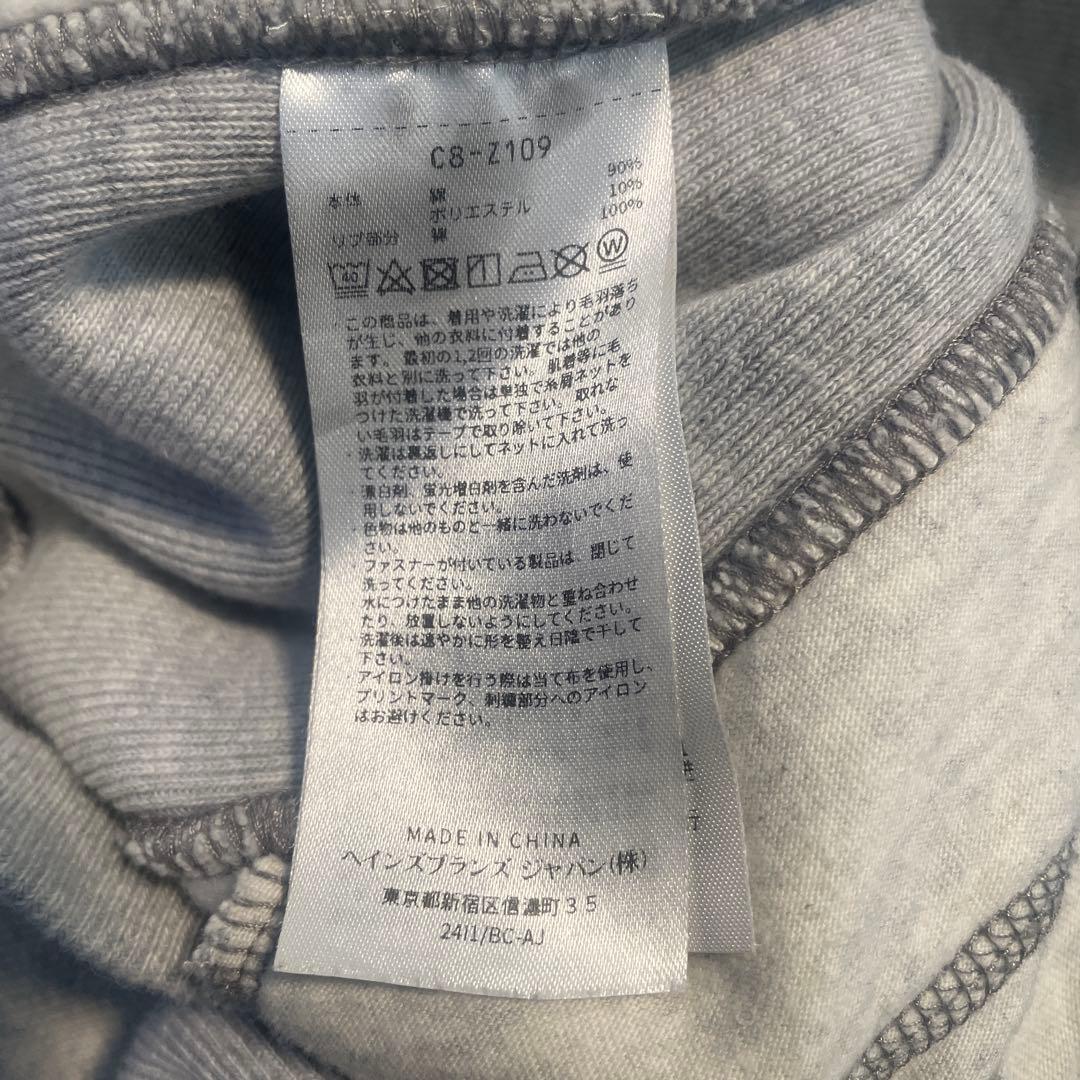 C8-Z109
本体 綿 90%
ポリエステル 10%
リブ部分 綿 100%
40 W
・この商品は、着用や洗濯により毛羽落ち
が生じ、他の衣料に付着することがあり
ます。最初の1,2回の洗濯では他の
衣料と別に洗って下さい。肌着等に毛
羽が付着した場合は単独で糸屑ネットを
つけた洗濯機で洗って下さい。取れな
い毛羽はテープで取り除いて下さい。
・洗濯は裏返しにしてネットに入れて洗っ
てください。
・漂白剤、蛍光増白剤を含んだ洗剤は、使
用しないでください。
・色物は他のものと一緒に洗わないでくだ
さい。
・ファスナーが付いている製品は、閉じて
洗ってください。
・水につけたまま他の洗濯物と重ね合わせ
たり、放置しないようにしてください。
・洗濯後は速やかに形を整え日陰で干して
下さい。
・アイロン掛けを行う際は当て布を使用し、
プリントマーク、刺繍部分へのアイロン
はお避けください。
MADE IN CHINA
ヘインズブランズ ジャパン(株)
東京都新宿区信濃町35
24I1/BC-AJ
行